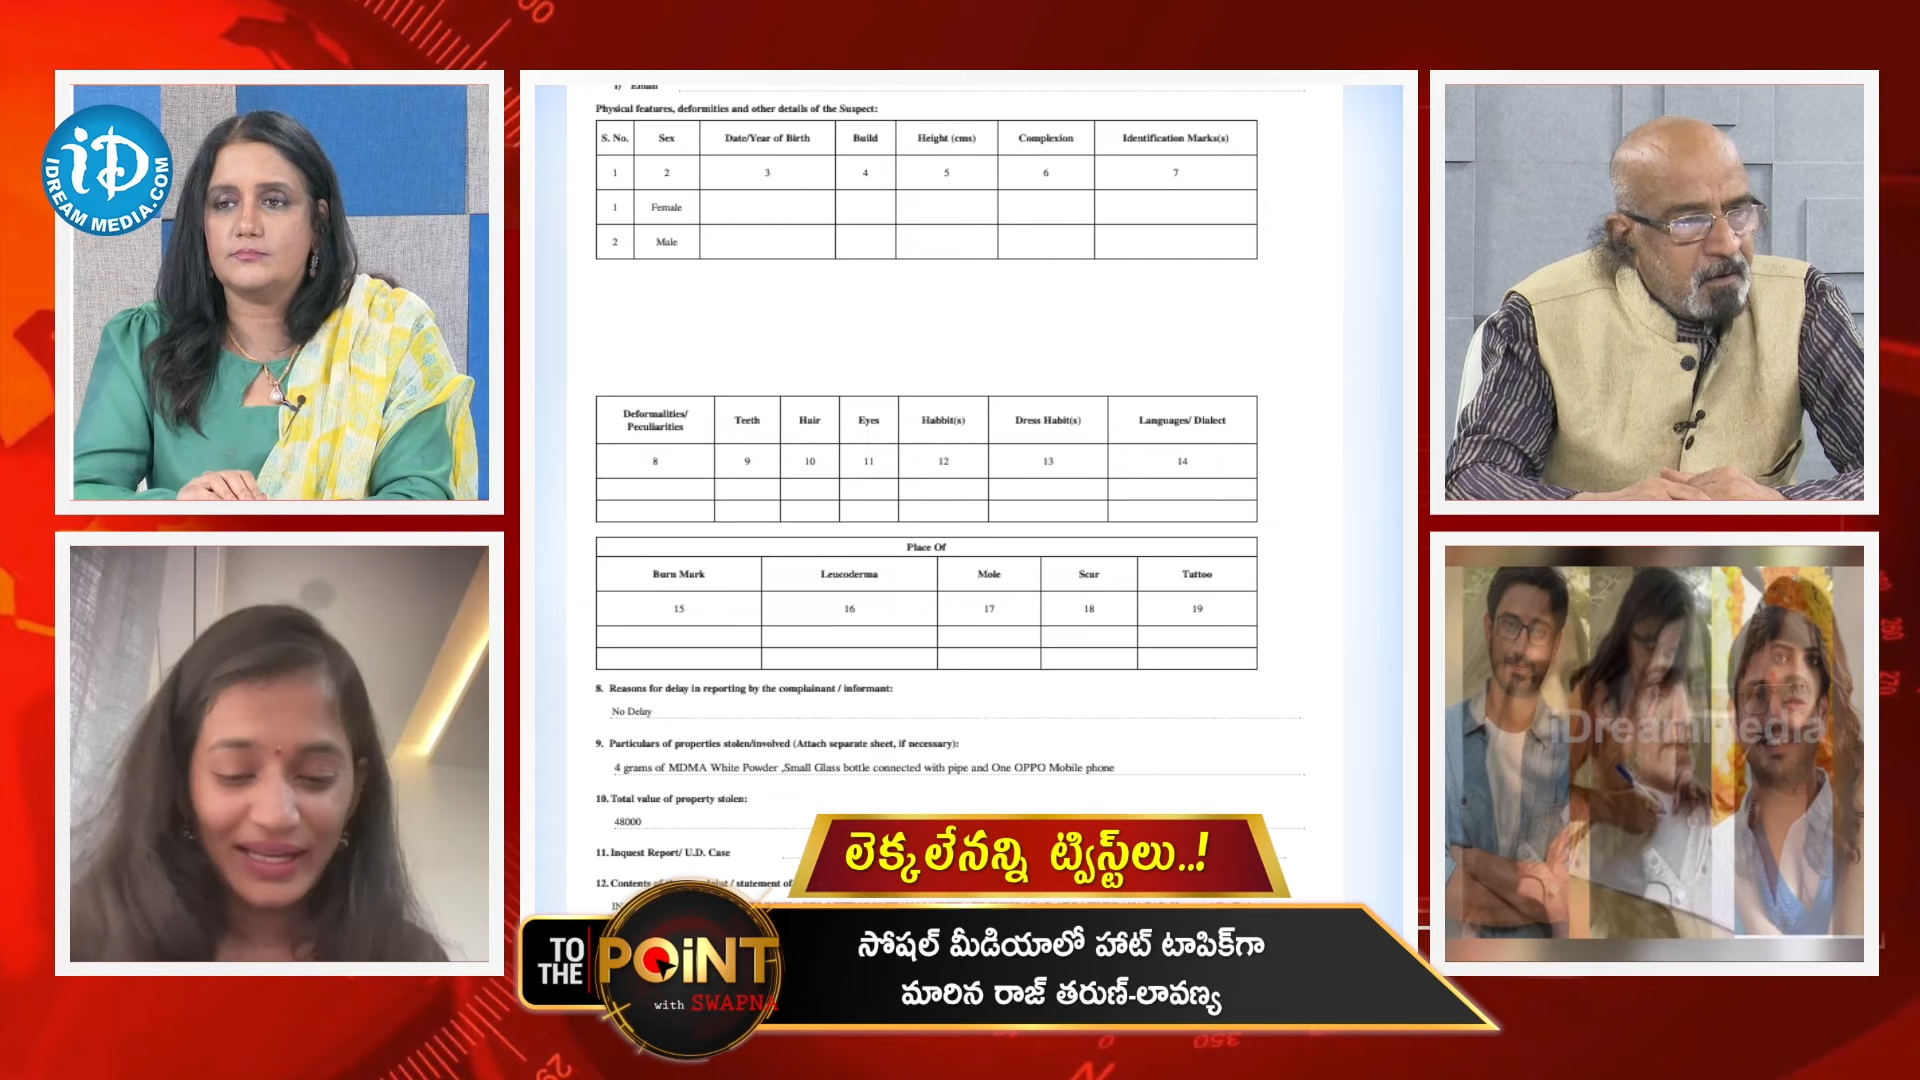 iD
IDREAM MEDIA.COM
Physical features, deformities and other details of the Suspect:
S. No. Sex Date/Year of Birth Build Height (cms) Complexion Identification Marks(s)
1 2 3 4 5 6 7
1 Female
2 Male
Deformalities/ Peculiarities Teeth Hair Eyes Habbit(s) Dress Habit(s) Languages/ Dialect
8 9 10 11 12 13 14
Place Of
Burn Mark Leucoderma Mole Scar Tattoo
15 16 17 18 19
8. Reasons for delay in reporting by the complainant / informant:
No Delay
9. Particulars of properties stolen/involved (Attach separate sheet, if necessary):
4 grams of MDMA White Powder ,Small Glass bottle connected with pipe and One OPPO Mobile phone
10. Total value of property stolen:
48000
11. Inquest Report/ U.D. Case
12. Contents / statement of
iDreamMedia
లెక్కలేనన్ని ట్విస్ట్‌లు..!
TO THE POiNT
with SWAPNA
సోషల్ మీడియాలో హాట్ టాపిక్‌గా
మారిన రాజ్ తరుణ్-లావణ్య